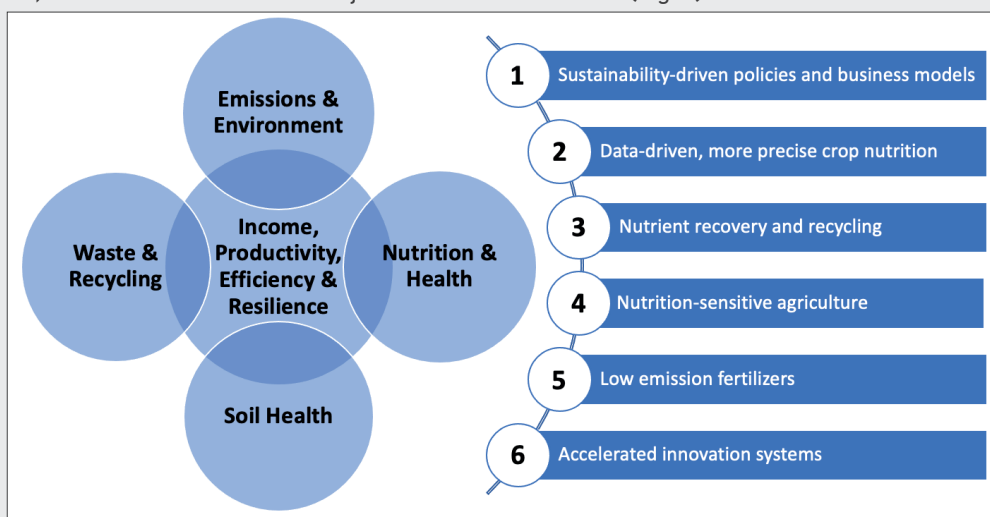 Emissions &
Environment
Waste &
Recycling
Income,
Productivity,
Efficiency &
Resilience
Nutrition &
Health
Soil Health
1 Sustainability-driven policies and business models
2 Data-driven, more precise crop nutrition
3 Nutrient recovery and recycling
4 Nutrition-sensitive agriculture
5 Low emission fertilizers
6 Accelerated innovation systems